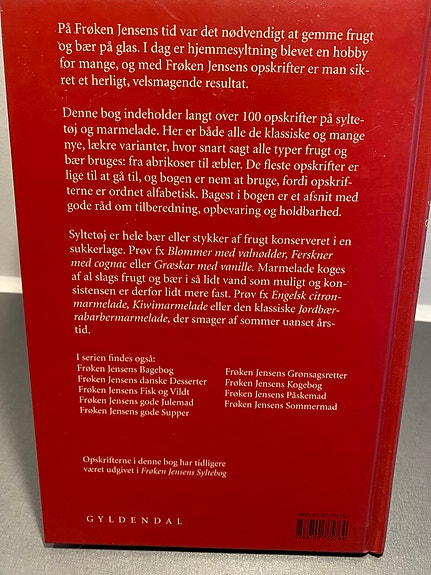 På Frøken Jensens tid var det nødvendigt at gemme frugt
og bær på glas. I dag er hjemmesyltning blevet en hobby
for mange, og med Frøken Jensens opskrifter er man sik-
ret et herligt, velsmagende resultat.
Denne bog indeholder langt over 100 opskrifter på sylte-
tøj og marmelade. Her er både alle de klassiske og mange
nye, lækre varianter, hvor snart sagt alle typer frugt og
bær bruges: fra abrikoser til æbler. De fleste opskrifter er
lige til at gå til, og bogen er nem at bruge, fordi opskrif-
terne er ordnet alfabetisk. Bagest i bogen er et afsnit med
gode råd om tilberedning, opbevaring og holdbarhed.
Syltetøj er hele bær eller stykker af frugt konserveret i en
sukkerlage. Prøv fx Blommer med valnødder, Ferskner
med cognac eller Græskar med vanille. Marmelade koges
af al slags frugt og bær i så lidt vand som muligt og kon-
sistensen er derfor lidt mere fast. Prøv fx Engelsk citron-
marmelade, Kiwimarmelade eller den klassiske Jordbær-
rabarbermarmelade, der smager af sommer uanset års-
tid.
I serien findes også:
Frøken Jensens Bagebog
Frøken Jensens danske Desserter
Frøken Jensens Fisk og Vildt
Frøken Jensens gode Julemad
Frøken Jensens gode Supper
Frøken Jensens Grønsagsretter
Frøken Jensens Kogebog
Frøken Jensens Påskemad
Frøken Jensens Sommermad
Opskrifterne i denne bog har tidligere
været udgivet i Frøken Jensens Syltebog
GYLDENDAL